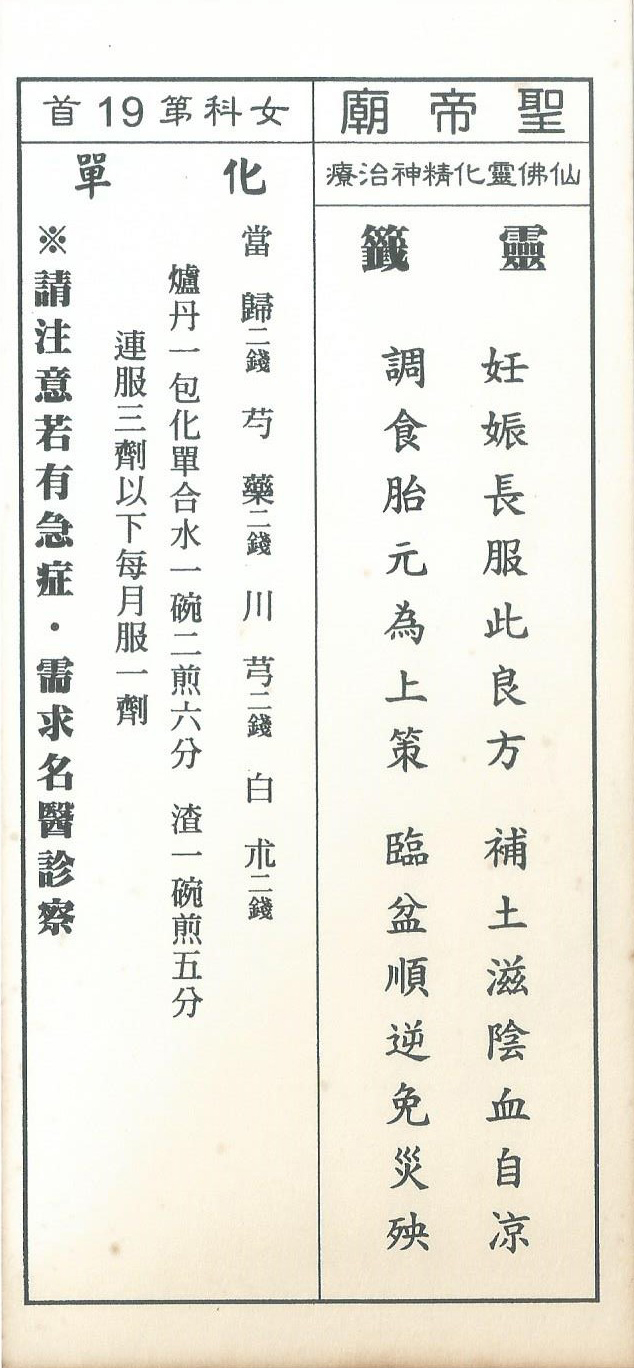 聖帝廟
仙佛靈化精神治療
靈籤
妊娠長服此良方　補土滋陰血自凉
調食胎元為上策　臨盆順逆免災殃
女科第19首
化單
當歸二錢　芍藥二錢　川芎二錢　白朮二錢
爐丹一包化單合水一碗二煎六分　渣一碗煎五分
連服三劑以下每月服一劑
※請注意若有急症・需求名醫診察